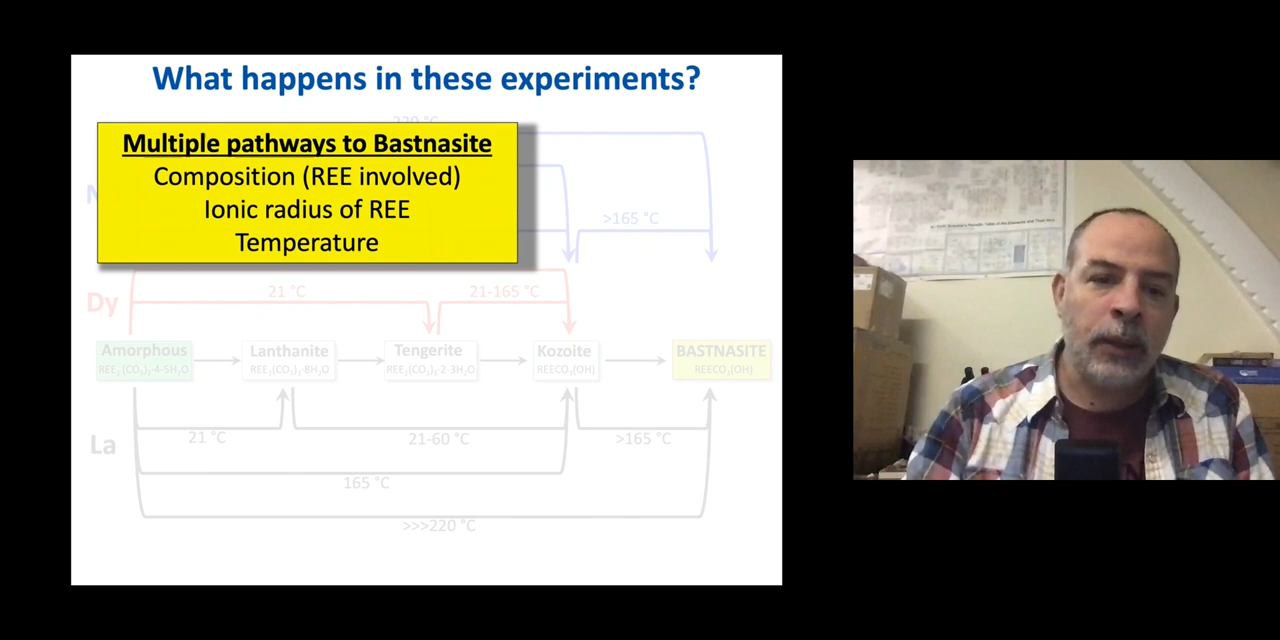 What happens in these experiments?
Multiple pathways to Bastnasite
Composition (REE involved)
Ionic radius of REE
Temperature
>165 °C
21 °C
21-165 °C
Dy
Amorphous
REE₂(CO₃)₃·4-5H₂O
Lanthanite
REE₂(CO₃)₃·8H₂O
Tengerite
REE₂(CO₃)₃·2-3H₂O
Kozoite
REECO₃(OH)
BASTNASITE
REECO₃(OH)
La
21 °C
21-60 °C
>165 °C
165 °C
>>>220 °C